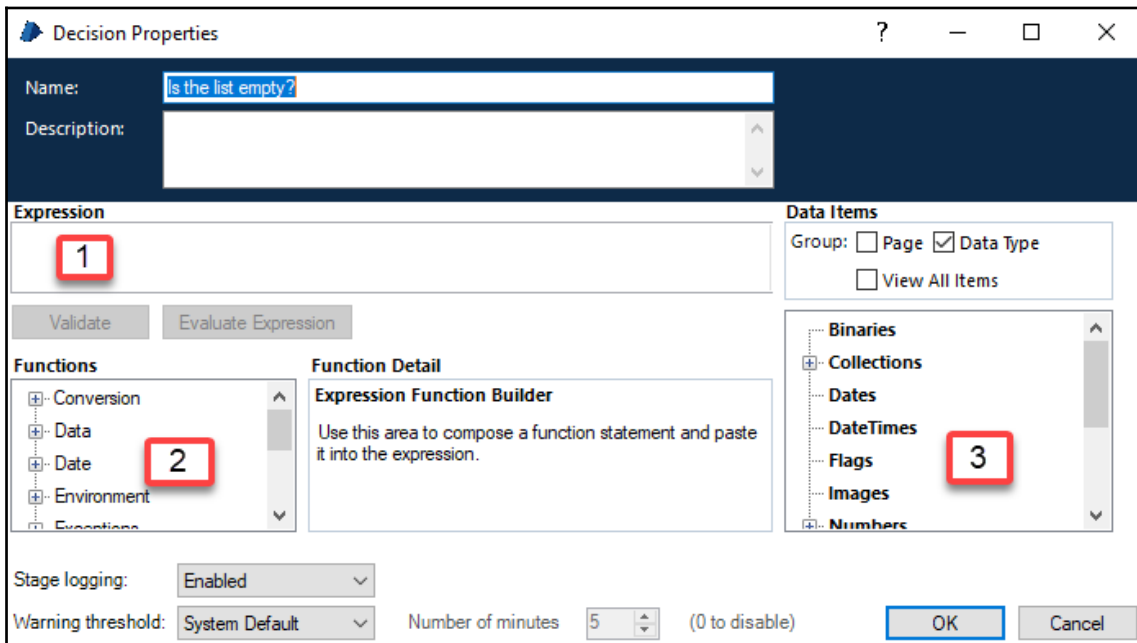 Decision Properties
?
Name:
Is the list empty?
Description:
Expression
1
Validate
Evaluate Expression
Data Items
Group: Page Data Type
View All Items
Functions
Conversion
Data
Date
Environment
Exceptions
2
Function Detail
Expression Function Builder
Use this area to compose a function statement and paste
it into the expression.
Binaries
Collections
Dates
DateTimes
Flags
Images
Numbers
3
Stage logging:
Enabled
Warning threshold:
System Default
Number of minutes
5
(0 to disable)
OK
Cancel